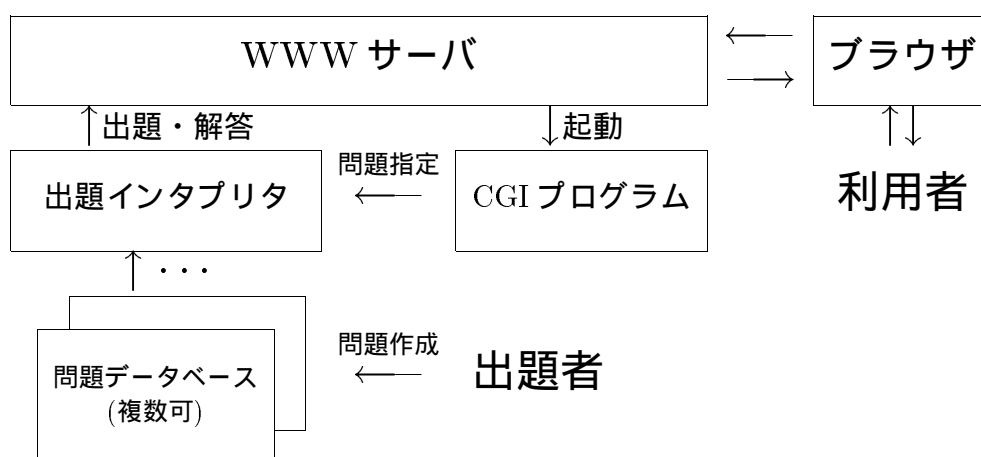 WWW サーバ
ブラウザ
出題・解答
起動
問題指定
出題インタプリタ
CGI プログラム
利用者
・・・
問題作成
出題者
問題データベース
(複数可)